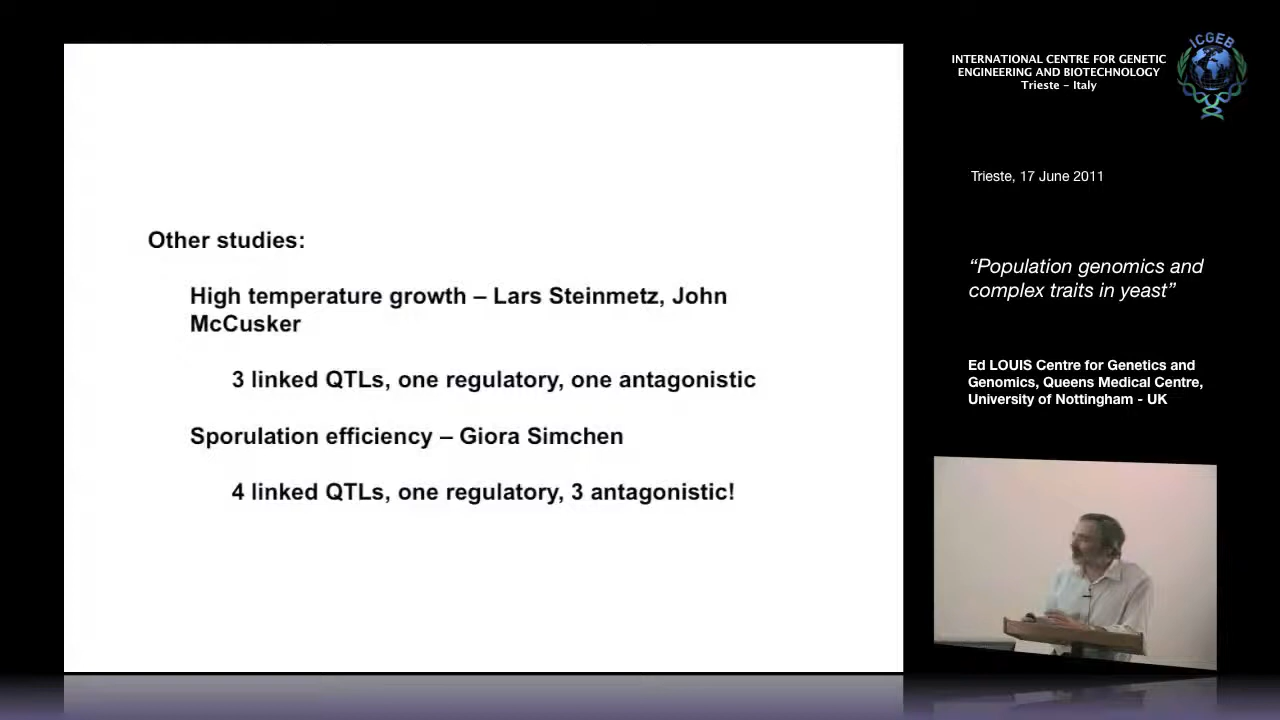 Other studies:
High temperature growth – Lars Steinmetz, John
McCusker
3 linked QTLs, one regulatory, one antagonistic
Sporulation efficiency – Giora Simchen
4 linked QTLs, one regulatory, 3 antagonistic!
INTERNATIONAL CENTRE FOR GENETIC
ENGINEERING AND BIOTECHNOLOGY
Trieste – Italy
ICGEB
Trieste, 17 June 2011
“Population genomics and
complex traits in yeast”
Ed LOUIS Centre for Genetics and
Genomics, Queens Medical Centre,
University of Nottingham - UK